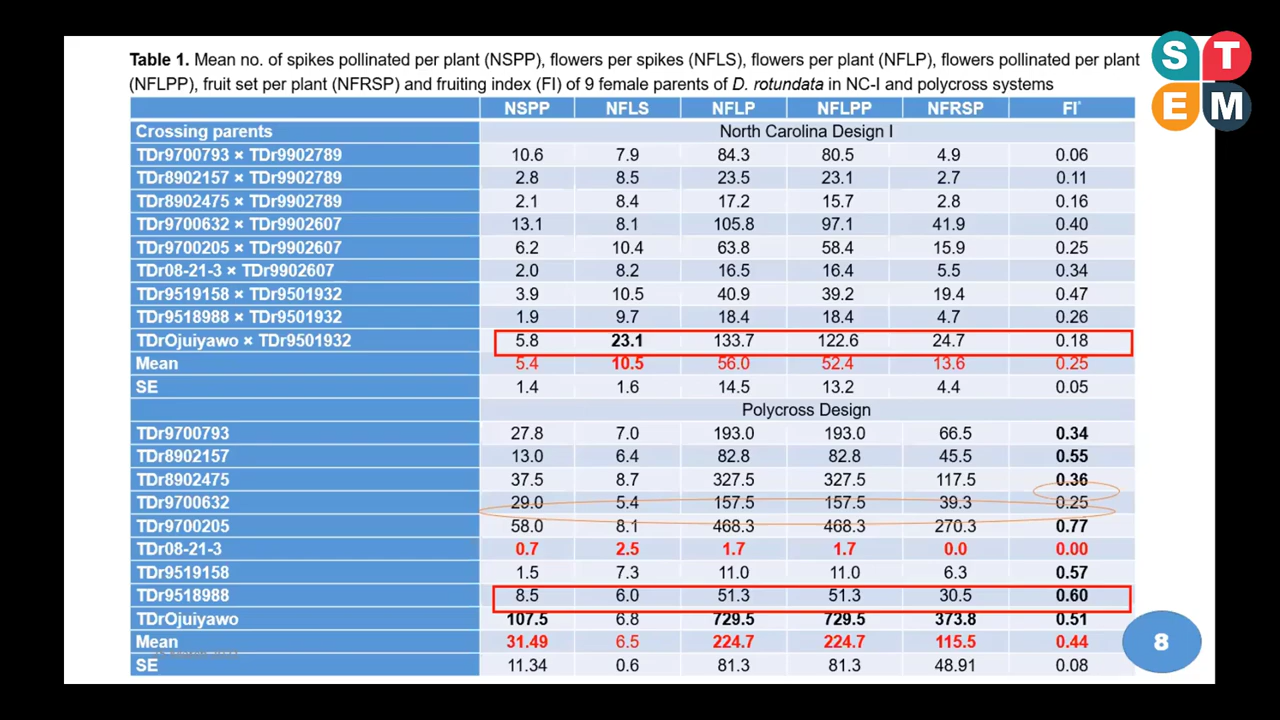 Table 1. Mean no. of spikes pollinated per plant (NSPP), flowers per spikes (NFLS), flowers per plant (NFLP), flowers pollinated per plant
(NFLPP), fruit set per plant (NFRSP) and fruiting index (FI) of 9 female parents of D. rotundata in NC-I and polycross systems
S T
E M
NSPP NFLS NFLP NFLPP NFRSP FI*
Crossing parents North Carolina Design I
TDr9700793 × TDr9902789 10.6 7.9 84.3 80.5 4.9 0.06
TDr8902157 × TDr9902789 2.8 8.5 23.5 23.1 2.7 0.11
TDr8902475 × TDr9902789 2.1 8.4 17.2 15.7 2.8 0.16
TDr9700632 × TDr9902607 13.1 8.1 105.8 97.1 41.9 0.40
TDr9700205 × TDr9902607 6.2 10.4 63.8 58.4 15.9 0.25
TDr08-21-3 × TDr9902607 2.0 8.2 16.5 16.4 5.5 0.34
TDr9519158 × TDr9501932 3.9 10.5 40.9 39.2 19.4 0.47
TDr9518988 × TDr9501932 1.9 9.7 18.4 18.4 4.7 0.26
TDrOjuiyawo × TDr9501932 5.8 23.1 133.7 122.6 24.7 0.18
Mean 5.4 10.5 56.0 52.4 13.6 0.25
SE 1.4 1.6 14.5 13.2 4.4 0.05
Polycross Design
TDr9700793 27.8 7.0 193.0 193.0 66.5 0.34
TDr8902157 13.0 6.4 82.8 82.8 45.5 0.55
TDr8902475 37.5 8.7 327.5 327.5 117.5 0.36
TDr9700632 29.0 5.4 157.5 157.5 39.3 0.25
TDr9700205 58.0 8.1 468.3 468.3 270.3 0.77
TDr08-21-3 0.7 2.5 1.7 1.7 0.0 0.00
TDr9519158 1.5 7.3 11.0 11.0 6.3 0.57
TDr9518988 8.5 6.0 51.3 51.3 30.5 0.60
TDrOjuiyawo 107.5 6.8 729.5 729.5 373.8 0.51
Mean 31.49 6.5 224.7 224.7 115.5 0.44
SE 11.34 0.6 81.3 81.3 48.91 0.08
8